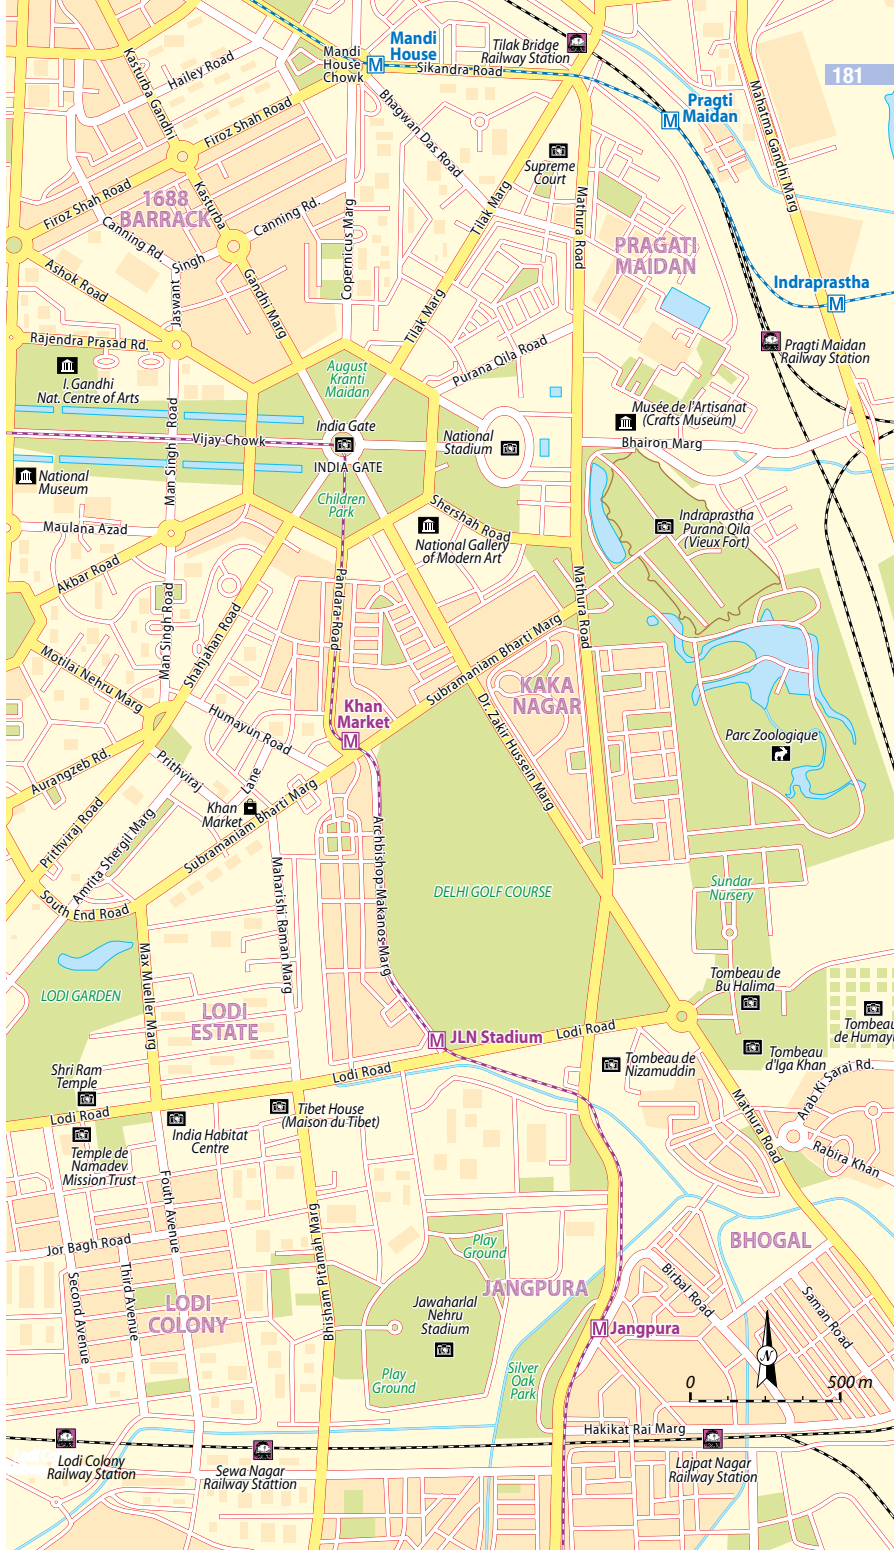 Mandi
House
Tilak Bridge
Railway Station
Mandi
House
Chowk
Sikandra Road
Hailey Road
Kasturba Gandhi
181
Pragti
Maidan
Mahatma Gandhi Marg
Bhagwan Das Road
Firoz Shah Road
Supreme
Court
Firoz Shah Road
1688
BARRACK
Kasturba
Canning Rd.
Canning Rd.
Singh
Copernicus Marg
Tilak Marg
Mathura Road
PRAGATI
MAIDAN
Ashok Road
Jaswant
Gandhi Marg
Tilak Marg
Indraprastha
Rajendra Prasad Rd.
Purana Qila Road
Pragti Maidan
Railway Station
I. Gandhi
Nat. Centre of Arts
August
Kranti
Maidan
Musée de l'Artisanat
(Crafts Museum)
Man Singh Road
Vijay Chowk
India Gate
National
Stadium
Bhairon Marg
INDIA GATE
National
Museum
Children
Park
Shershah Road
Indraprastha
Purana Qila
(Vieux Fort)
Maulana Azad
National Gallery
of Modern Art
Akbar Road
Man Singh Road
Pandara Road
Mathura Road
Shahjahan Road
Subramaniam Bharti Marg
Motilaj Nehru Marg
KAKA
NAGAR
Khan
Market
Humayun Road
Dr. Zakir Hussein Marg
Parc Zoologique
Aurangzeb Rd.
Prithviraj
Lane
Khan
Market
Subramaniam Bharti Marg
Prithviraj Road
Amrita Shergil Marg
Archbishop Makanos Marg
Maharishi Raman Marg
DELHI GOLF COURSE
Sundar
Nursery
South End Road
Max Mueller Marg
LODI GARDEN
LODI
ESTATE
Tombeau de
Bu Halima
JLN Stadium
Lodi Road
Tombeau
d'Iga Khan
Tombeau de
Nizamuddin
Shri Ram
Temple
Lodi Road
Arab Ki Sarai Rd.
Lodi Road
Tibet House
(Maison du Tibet)
India Habitat
Centre
Mathura Road
Rabira Khan
Temple de
Namadev
Mission Trust
Fouth Avenue
Bhisham Pitamah Marg
Jor Bagh Road
Play
Ground
BHOGAL
Second Avenue
Third Avenue
JANGPURA
Birbal Road
LODI
COLONY
Jawaharlal
Nehru
Stadium
Saman Road
Jangpura
N
Play
Ground
Silver
Oak
Park
0
500 m
Hakikat Rai Marg
Lodi Colony
Railway Station
Sewa Nagar
Railway Stattion
Lajpat Nagar
Railway Station